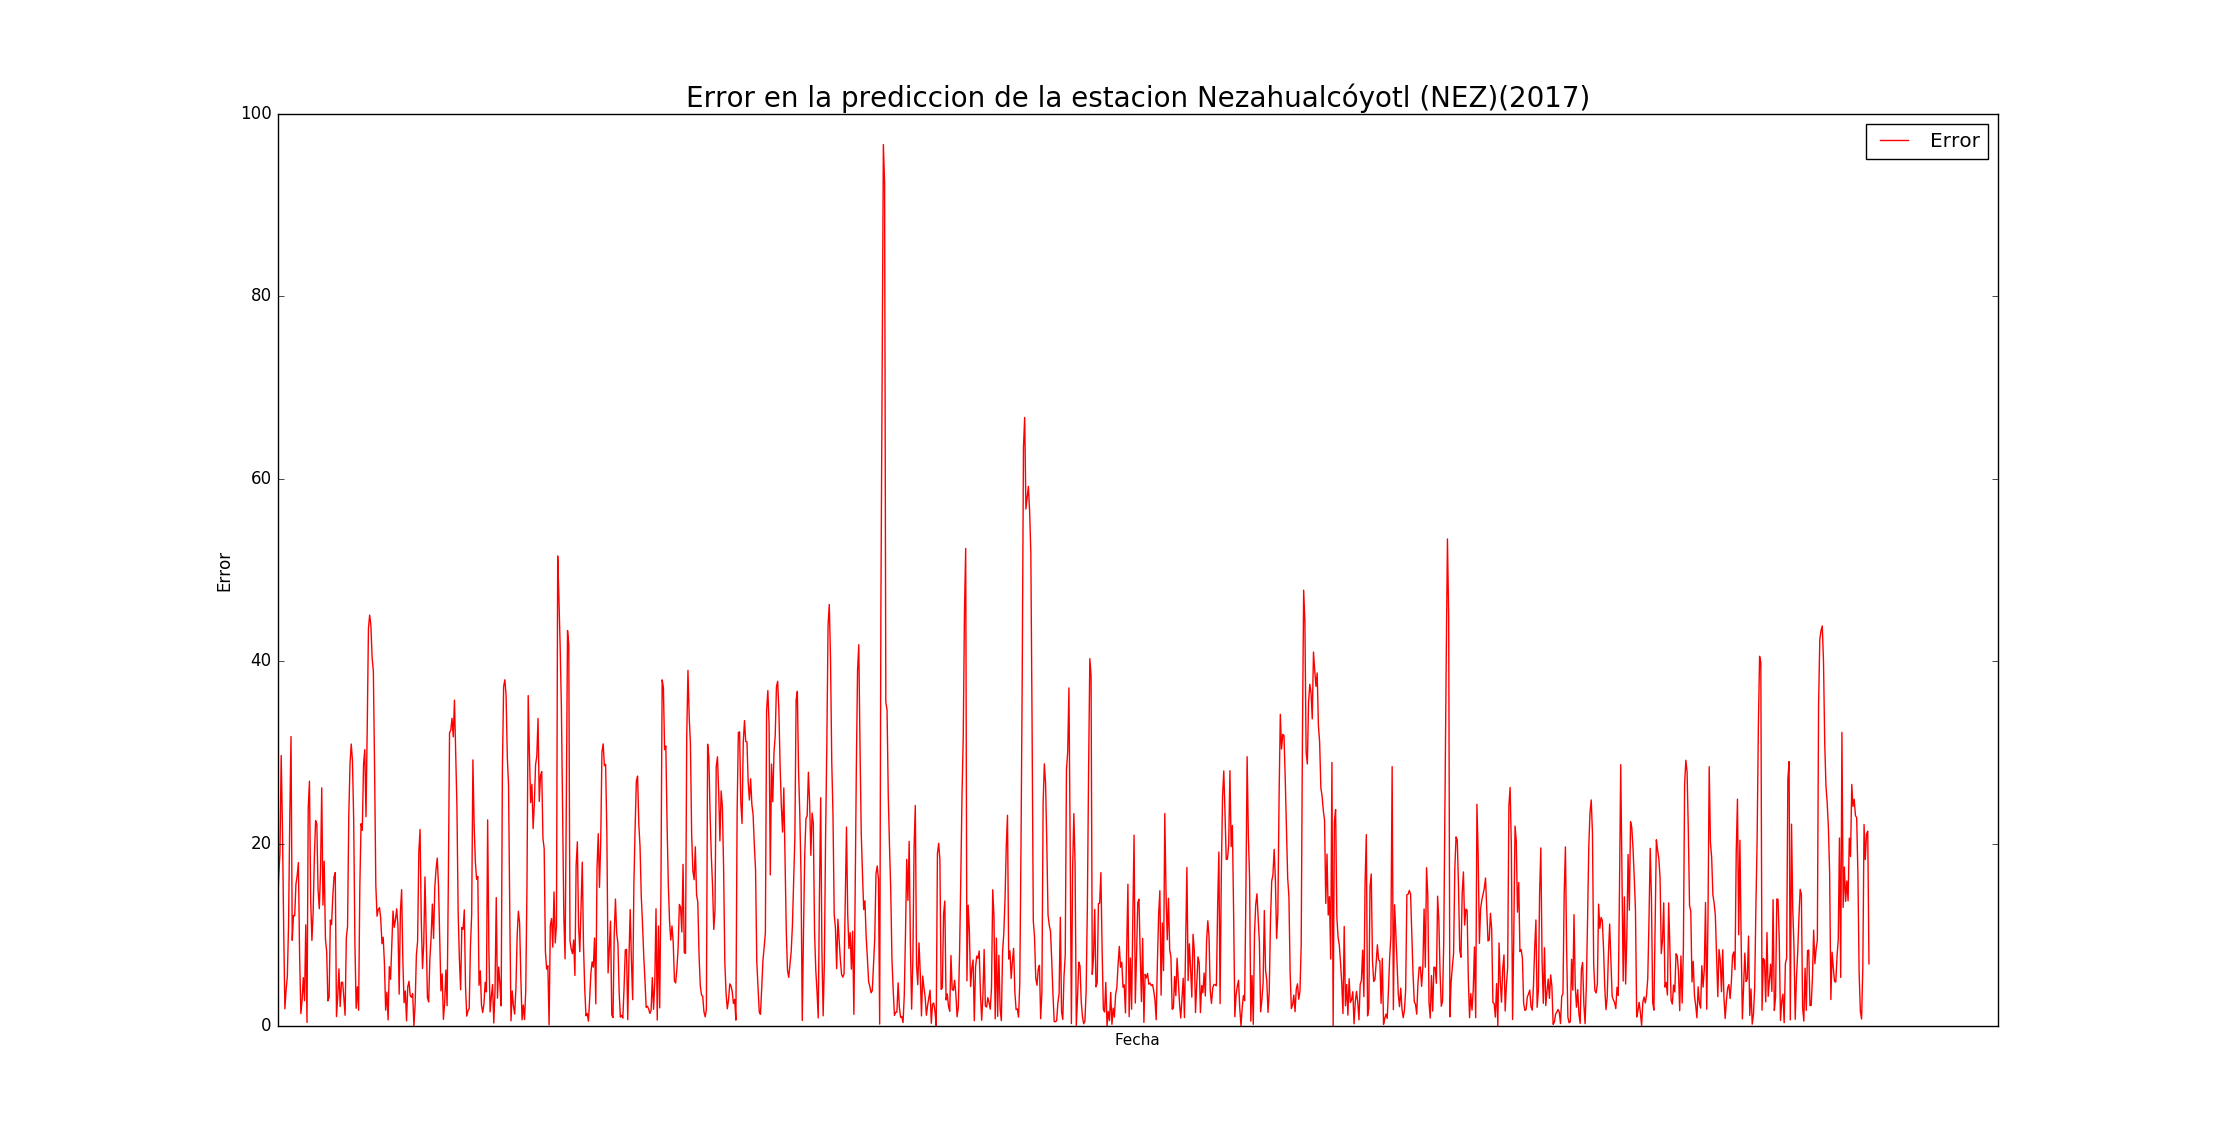 Error en la prediccion de la estacion Nezahualcóyotl (NEZ)(2017)
Error
100
80
60
40
20
0
Error
Fecha